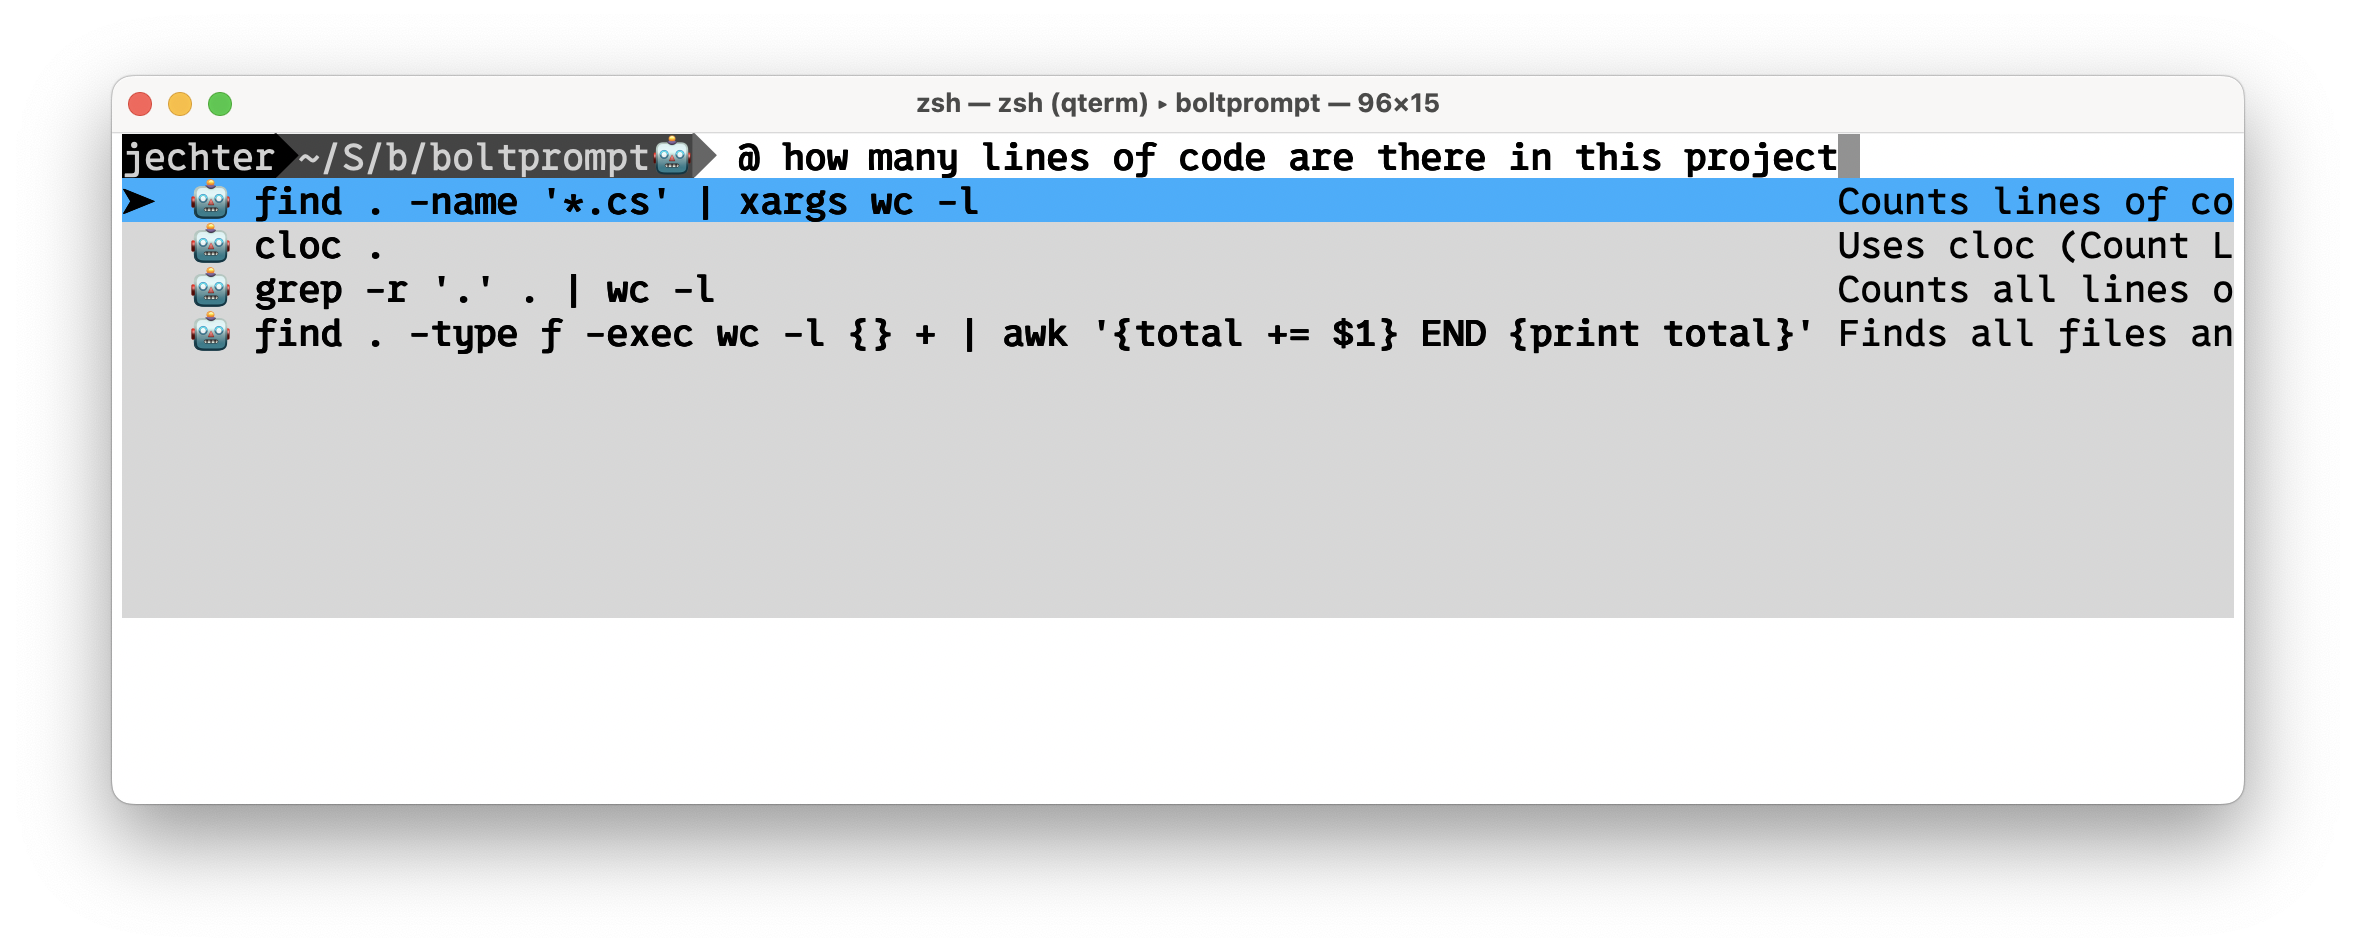 zsh — zsh (qterm) ▸ boltprompt — 96×15
jechter ~/S/b/boltprompt🤖 @ how many lines of code are there in this project
➤ 🤖 find . -name '*.cs' | xargs wc -l Counts lines of co
🤖 cloc . Uses cloc (Count L
🤖 grep -r '.' . | wc -l Counts all lines o
🤖 find . -type f -exec wc -l {} + | awk '{total += $1} END {print total}' Finds all files an